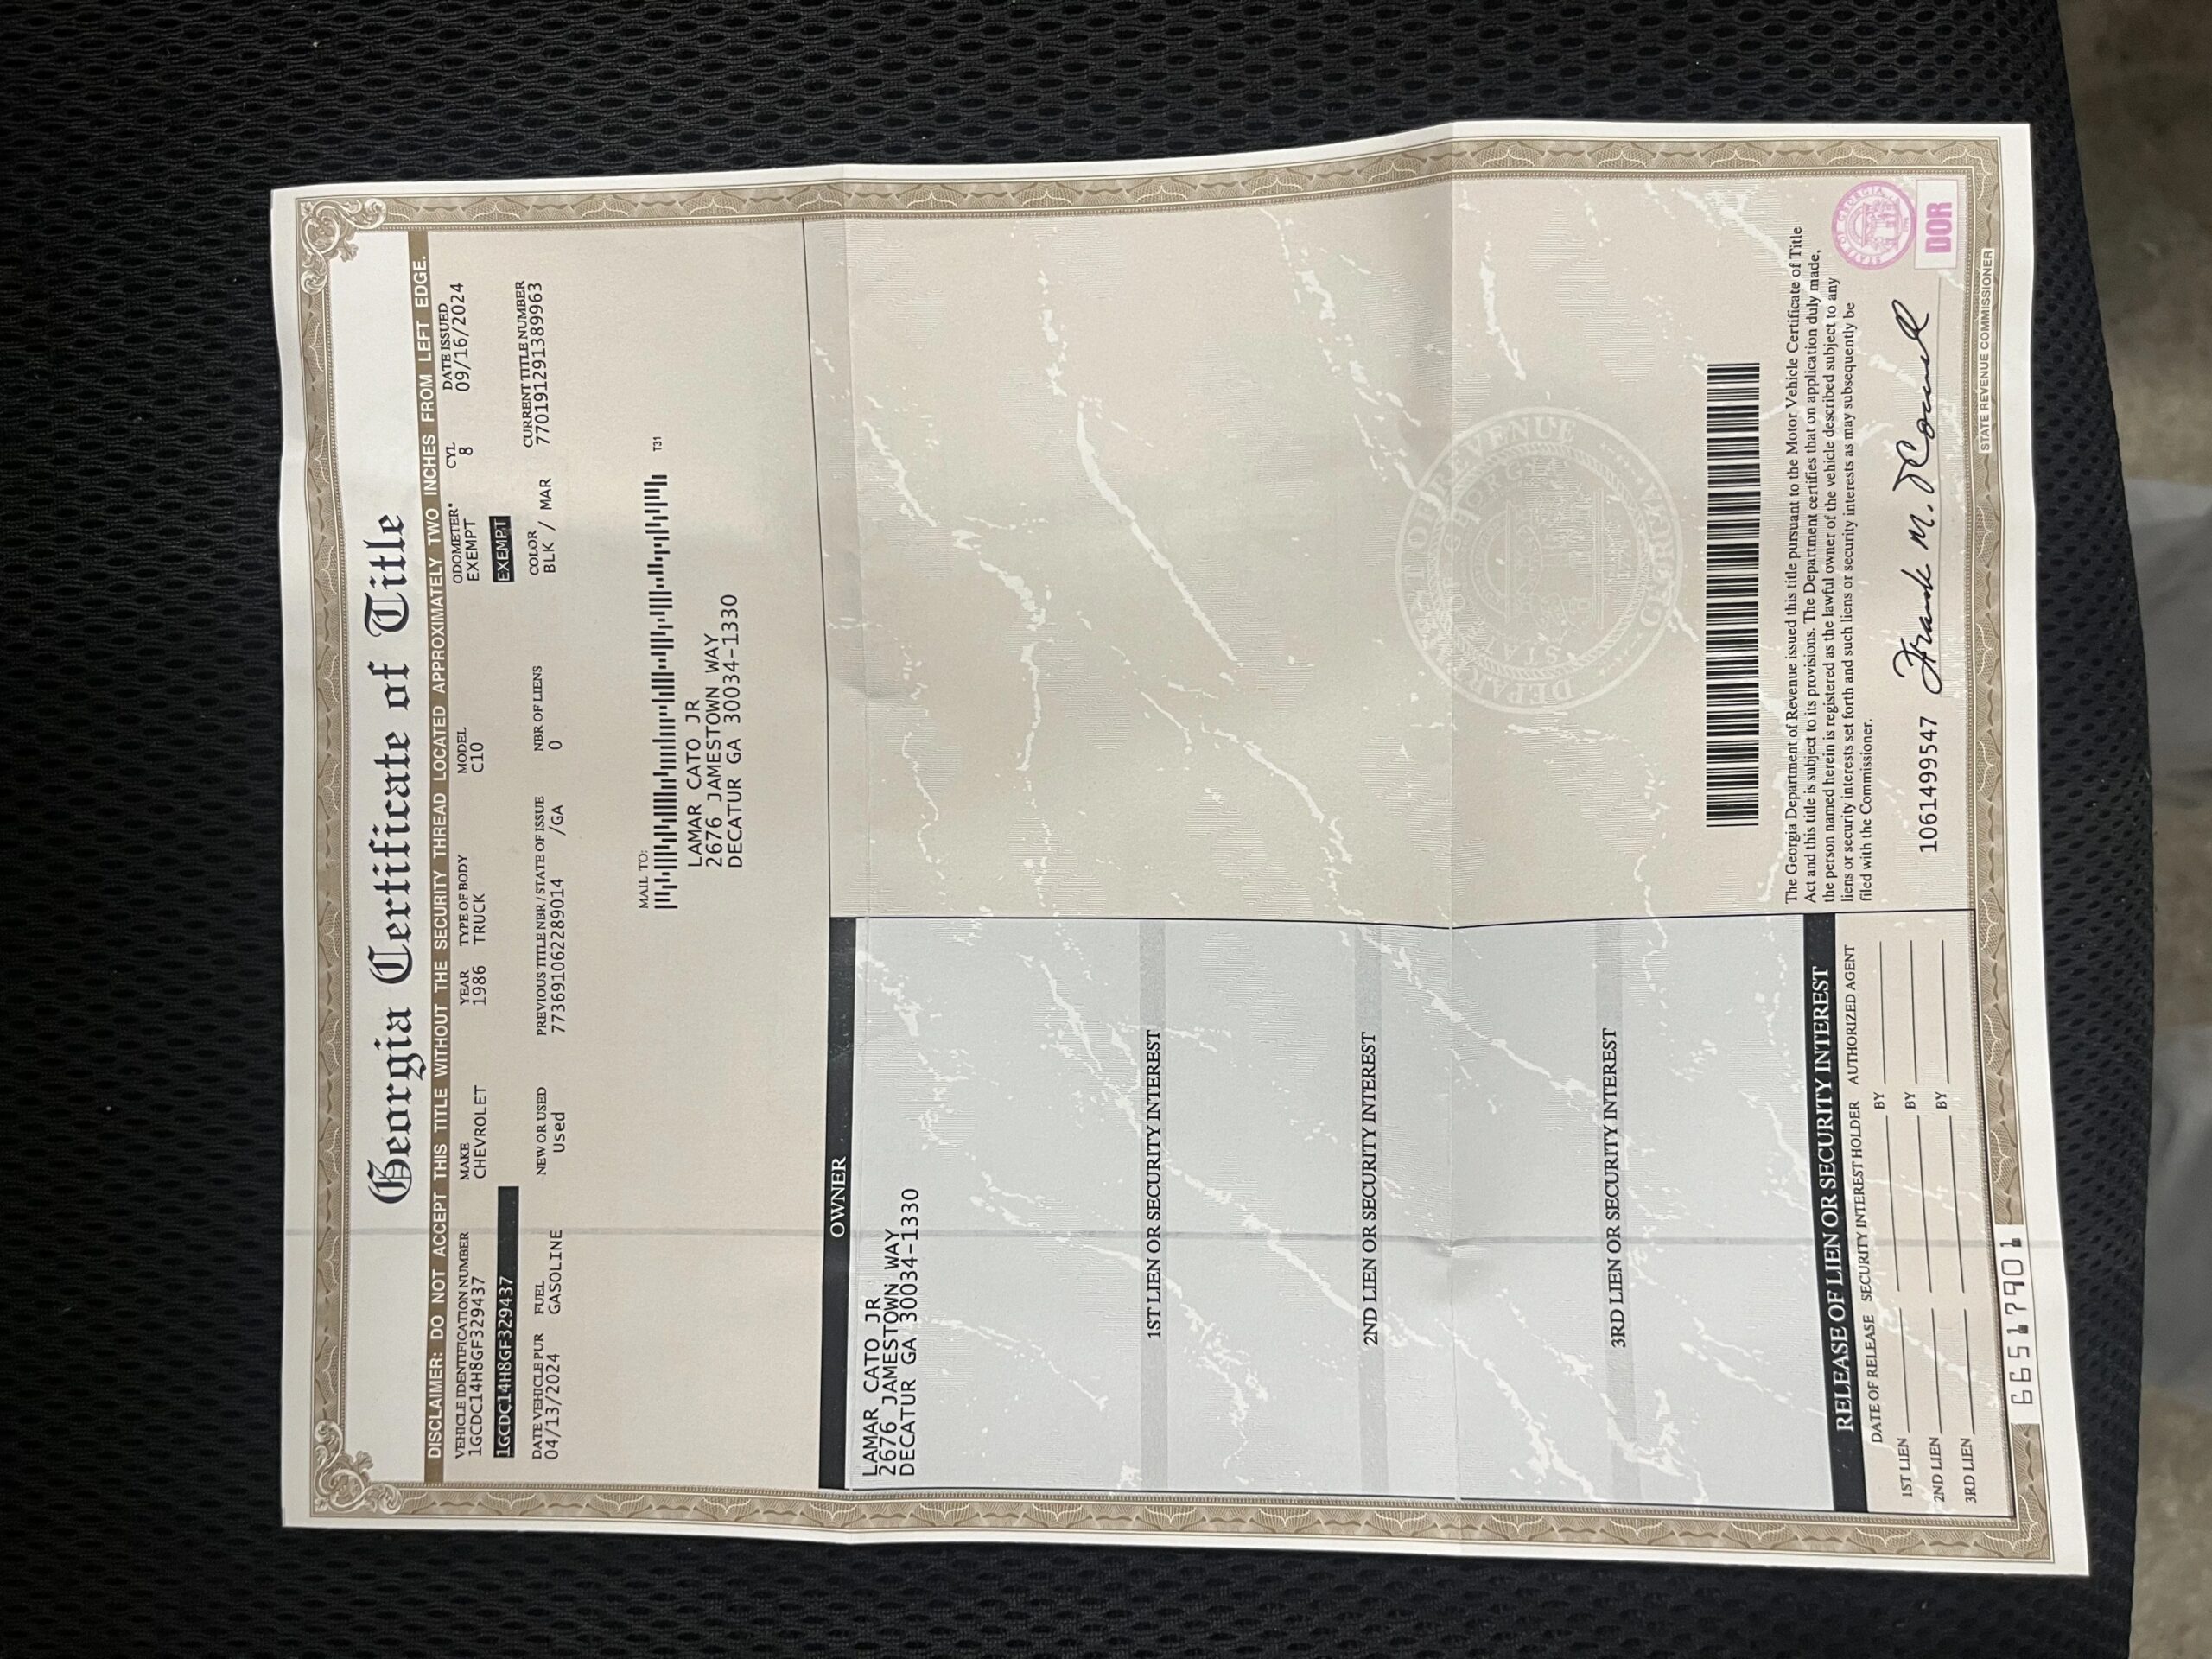 Georgia Certificate of Title
DISCLAIMER: DO NOT ACCEPT THIS TITLE WITHOUT THE SECURITY THREAD LOCATED APPROXIMATELY TWO INCHES FROM LEFT EDGE.
VEHICLE IDENTIFICATION NUMBER MAKE YEAR TYPE OF BODY MODEL ODOMETER* CYL DATE ISSUED
1GCDC14H8GF329437 CHEVROLET 1986 TRUCK C10 EXEMPT 8 09/16/2024
1GCDC14H8GF329437 EXEMPT
DATE VEHICLE PUR FUEL NEW OR USED PREVIOUS TITLE NBR / STATE OF ISSUE NBR OF LIENS COLOR CURRENT TITLE NUMBER
04/13/2024 GASOLINE Used 773691062289014 /GA 0 BLK / MAR 770191291389963
MAIL TO:
T31
LAMAR CATO JR
2676 JAMESTOWN WAY
DECATUR GA 30034-1330
OWNER
LAMAR CATO JR
2676 JAMESTOWN WAY
DECATUR GA 30034-1330
1ST LIEN OR SECURITY INTEREST
2ND LIEN OR SECURITY INTEREST
3RD LIEN OR SECURITY INTEREST
RELEASE OF LIEN OR SECURITY INTEREST
DATE OF RELEASE SECURITY INTEREST HOLDER AUTHORIZED AGENT
1ST LIEN BY
2ND LIEN BY
3RD LIEN BY
66517901
The Georgia Department of Revenue issued this title pursuant to the Motor Vehicle Certificate of Title
Act and this title is subject to its provisions. The Department certifies that on application duly made,
the person named herein is registered as the lawful owner of the vehicle described subject to any
liens or security interests set forth and such liens or security interests as may subsequently be
filed with the Commissioner.
1061499547
Frank M. O'Connell
STATE OF GEORGIA
DOR
STATE REVENUE COMMISSIONER